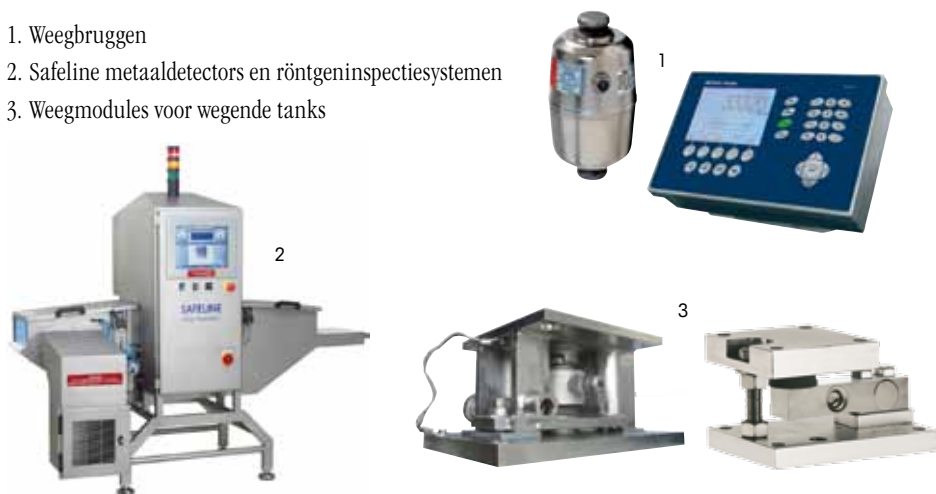 1. Weegbruggen
2. Safeline metaaldetectors en röntgeninspectiesystemen
3. Weegmodules voor wegende tanks
1
2
SAFELINE
3